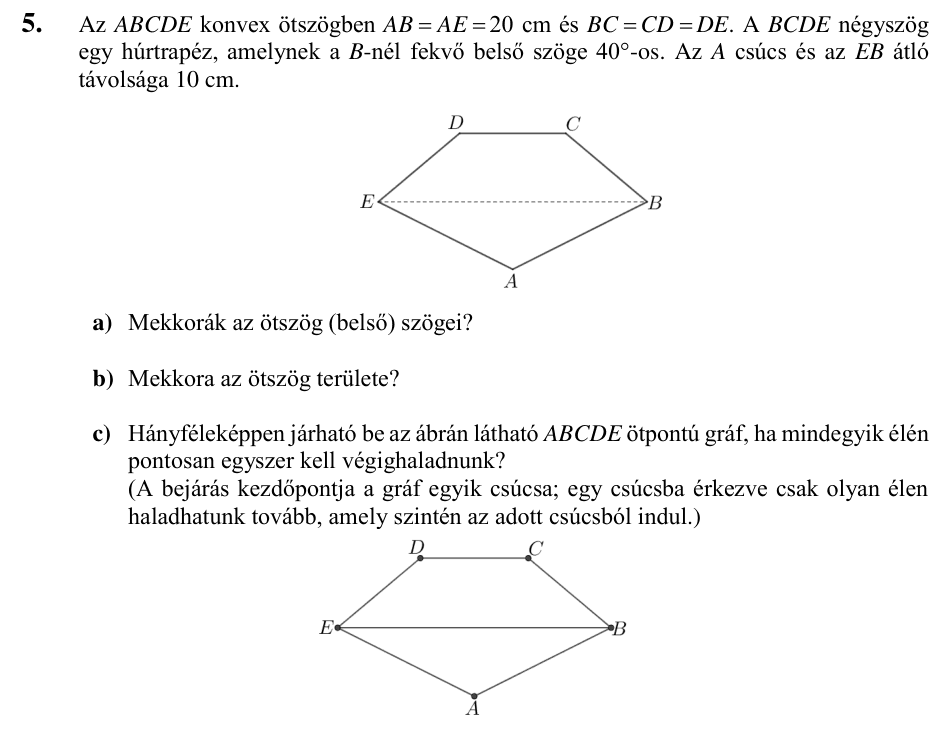 5. Az ABCDE konvex ötszögben AB = AE = 20 cm és BC = CD = DE. A BCDE négyszög
egy húrtrapéz, amelynek a B-nél fekvő belső szöge 40°-os. Az A csúcs és az EB átló
távolsága 10 cm.
D C
E B
A
a) Mekkorák az ötszög (belső) szögei?
b) Mekkora az ötszög területe?
c) Hányféleképpen járható be az ábrán látható ABCDE ötpontú gráf, ha mindegyik élén
pontosan egyszer kell végighaladnunk?
(A bejárás kezdőpontja a gráf egyik csúcsa; egy csúcsba érkezve csak olyan élen
haladhatunk tovább, amely szintén az adott csúcsból indul.)
D C
E B
A